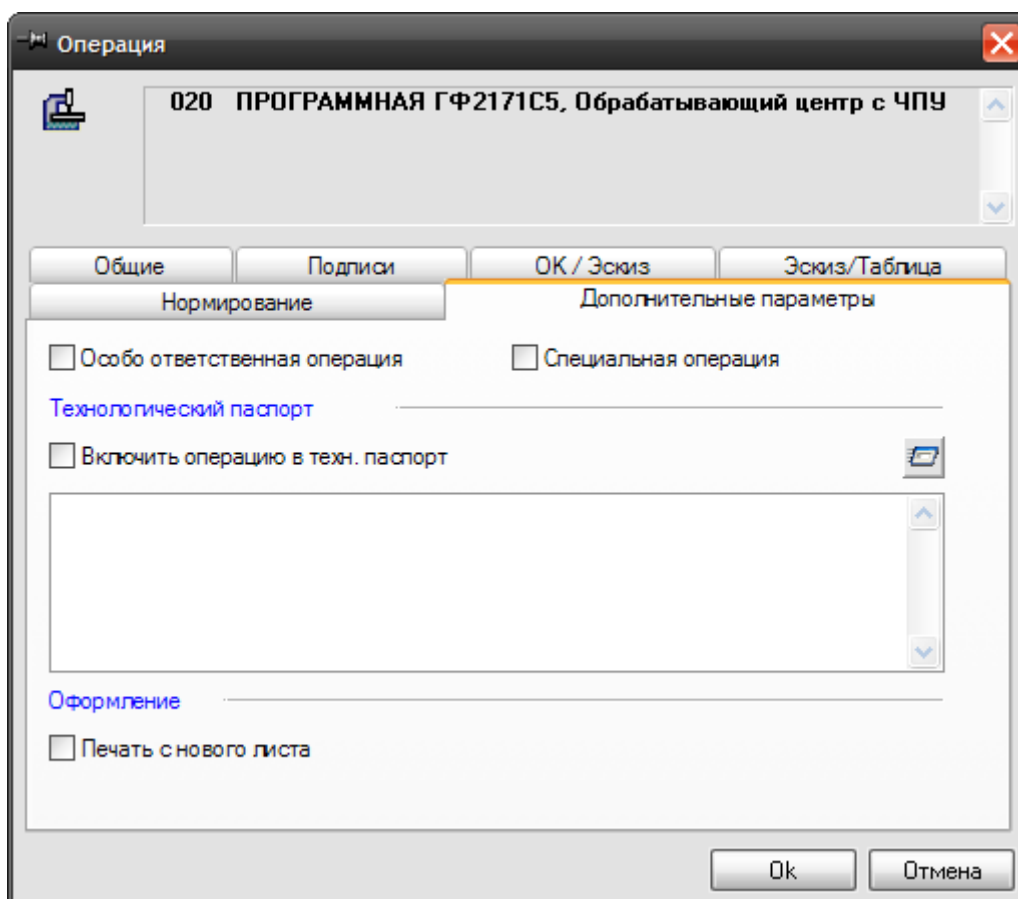 Операция
020 ПРОГРАММНАЯ ГФ2171С5, Обрабатывающий центр с ЧПУ
Общие Подписи ОК / Эскиз Эскиз/Таблица
Нормирование Дополнительные параметры
Особо ответственная операция Специальная операция
Технологический паспорт
Включить операцию в техн. паспорт
Оформление
Печать с нового листа
Ok Отмена